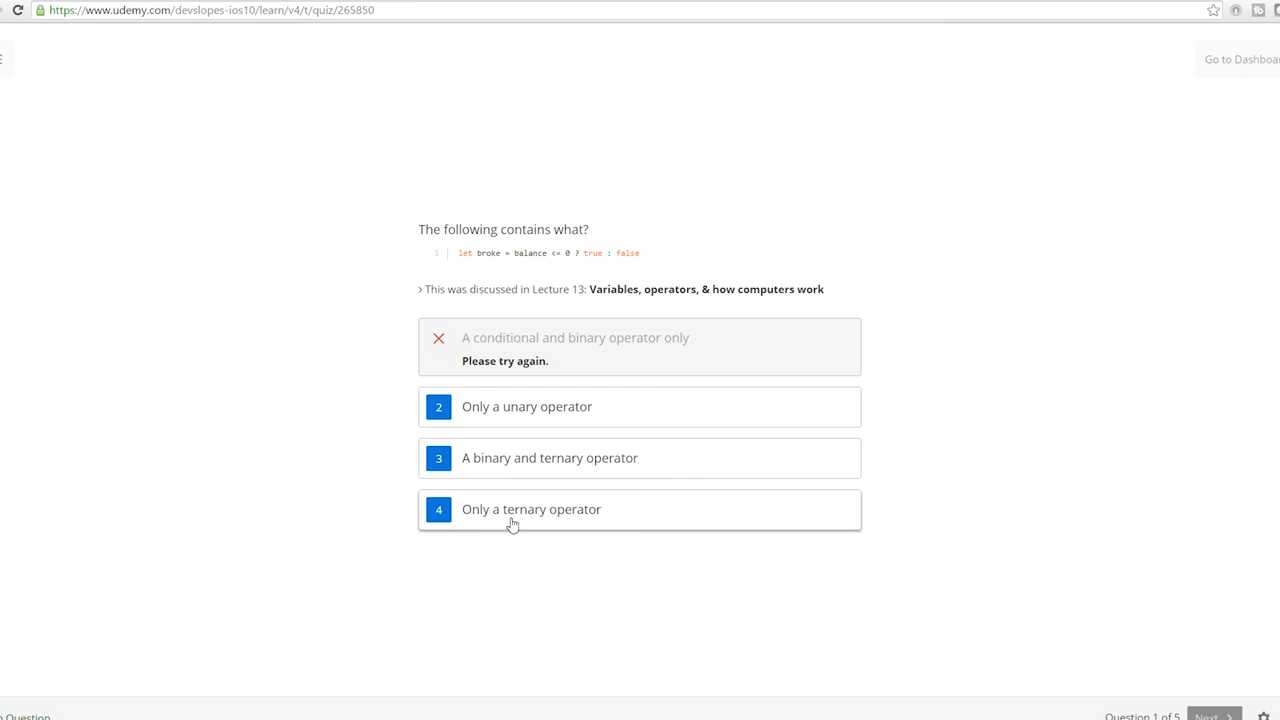 https://www.udemy.com/devslopes-ios10/learn/v4/t/quiz/265850
Go to Dashboar
The following contains what?
1 let broke = balance <= 0 ? true : false
> This was discussed in Lecture 13: Variables, operators, & how computers work
A conditional and binary operator only
Please try again.
2 Only a unary operator
3 A binary and ternary operator
4 Only a ternary operator
o Question
Question 1 of 5
Next >